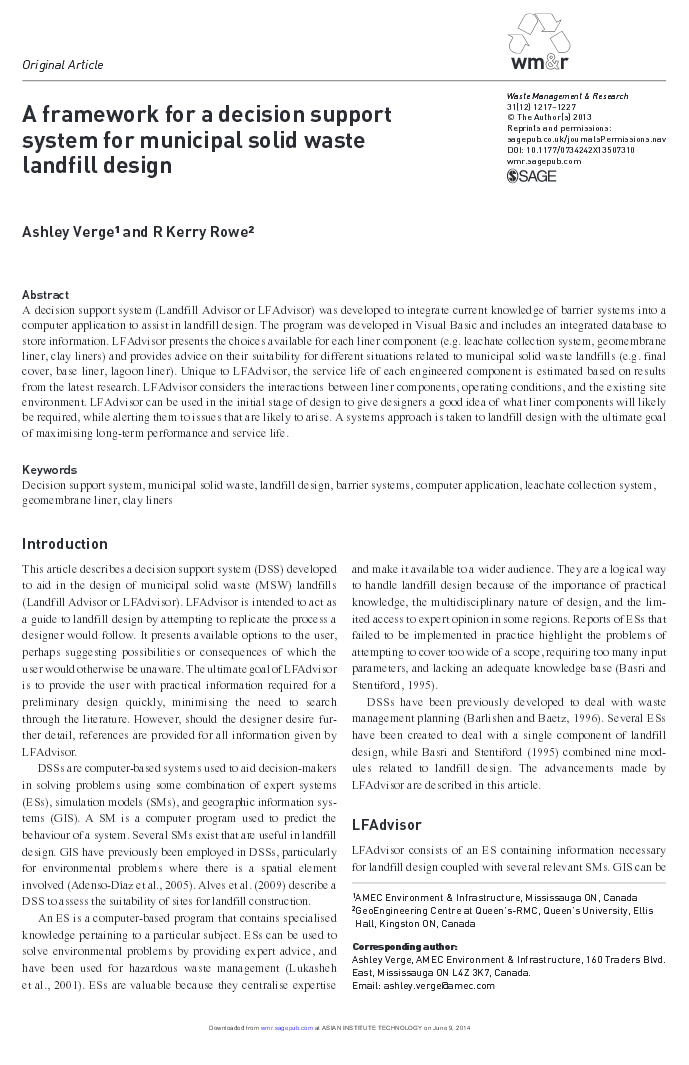 Original Article
wm&r
A framework for a decision support
system for municipal solid waste
landfill design
Waste Management & Research
31(12) 1217–1227
© The Author(s) 2013
Reprints and permissions:
sagepub.co.uk/journalsPermissions.nav
DOI: 10.1177/0734242X13507310
wmr.sagepub.com
SAGE
Ashley Verge¹ and R Kerry Rowe²
Abstract
A decision support system (Landfill Advisor or LFAdvisor) was developed to integrate current knowledge of barrier systems into a
computer application to assist in landfill design. The program was developed in Visual Basic and includes an integrated database to
store information. LFAdvisor presents the choices available for each liner component (e.g. leachate collection system, geomembrane
liner, clay liners) and provides advice on their suitability for different situations related to municipal solid waste landfills (e.g. final
cover, base liner, lagoon liner). Unique to LFAdvisor, the service life of each engineered component is estimated based on results
from the latest research. LFAdvisor considers the interactions between liner components, operating conditions, and the existing site
environment. LFAdvisor can be used in the initial stage of design to give designers a good idea of what liner components will likely
be required, while alerting them to issues that are likely to arise. A systems approach is taken to landfill design with the ultimate goal
of maximising long-term performance and service life.
Keywords
Decision support system, municipal solid waste, landfill design, barrier systems, computer application, leachate collection system,
geomembrane liner, clay liners
Introduction
This article describes a decision support system (DSS) developed
to aid in the design of municipal solid waste (MSW) landfills
(Landfill Advisor or LFAdvisor). LFAdvisor is intended to act as
a guide to landfill design by attempting to replicate the process a
designer would follow. It presents available options to the user,
perhaps suggesting possibilities or consequences of which the
user would otherwise be unaware. The ultimate goal of LFAdvisor
is to provide the user with practical information required for a
preliminary design quickly, minimising the need to search
through the literature. However, should the designer desire fur-
ther detail, references are provided for all information given by
LFAdvisor.
DSSs are computer-based systems used to aid decision-makers
in solving problems using some combination of expert systems
(ESs), simulation models (SMs), and geographic information sys-
tems (GIS). A SM is a computer program used to predict the
behaviour of a system. Several SMs exist that are useful in landfill
design. GIS have previously been employed in DSSs, particularly
for environmental problems where there is a spatial element
involved (Adenso-Díaz et al., 2005). Alves et al. (2009) describe a
DSS to assess the suitability of sites for landfill construction.
An ES is a computer-based program that contains specialised
knowledge pertaining to a particular subject. ESs can be used to
solve environmental problems by providing expert advice, and
have been used for hazardous waste management (Lukasheh
et al., 2001). ESs are valuable because they centralise expertise
and make it available to a wider audience. They are a logical way
to handle landfill design because of the importance of practical
knowledge, the multidisciplinary nature of design, and the lim-
ited access to expert opinion in some regions. Reports of ESs that
failed to be implemented in practice highlight the problems of
attempting to cover too wide of a scope, requiring too many input
parameters, and lacking an adequate knowledge base (Basri and
Stentiford, 1995).
DSSs have been previously developed to deal with waste
management planning (Barlishen and Baetz, 1996). Several ESs
have been created to deal with a single component of landfill
design, while Basri and Stentiford (1995) combined nine mod-
ules related to landfill design. The advancements made by
LFAdvisor are described in this article.
LFAdvisor
LFAdvisor consists of an ES containing information necessary
for landfill design coupled with several relevant SMs. GIS can be
¹AMEC Environment & Infrastructure, Mississauga ON, Canada
²GeoEngineering Centre at Queen's-RMC, Queen's University, Ellis
Hall, Kingston ON, Canada
Corresponding author:
Ashley Verge, AMEC Environment & Infrastructure, 160 Traders Blvd.
East, Mississauga ON L4Z 3K7, Canada.
Email: ashley.verge@amec.com
Downloaded from wmr.sagepub.com at ASIAN INSTITUTE TECHNOLOGY on June 9, 2014